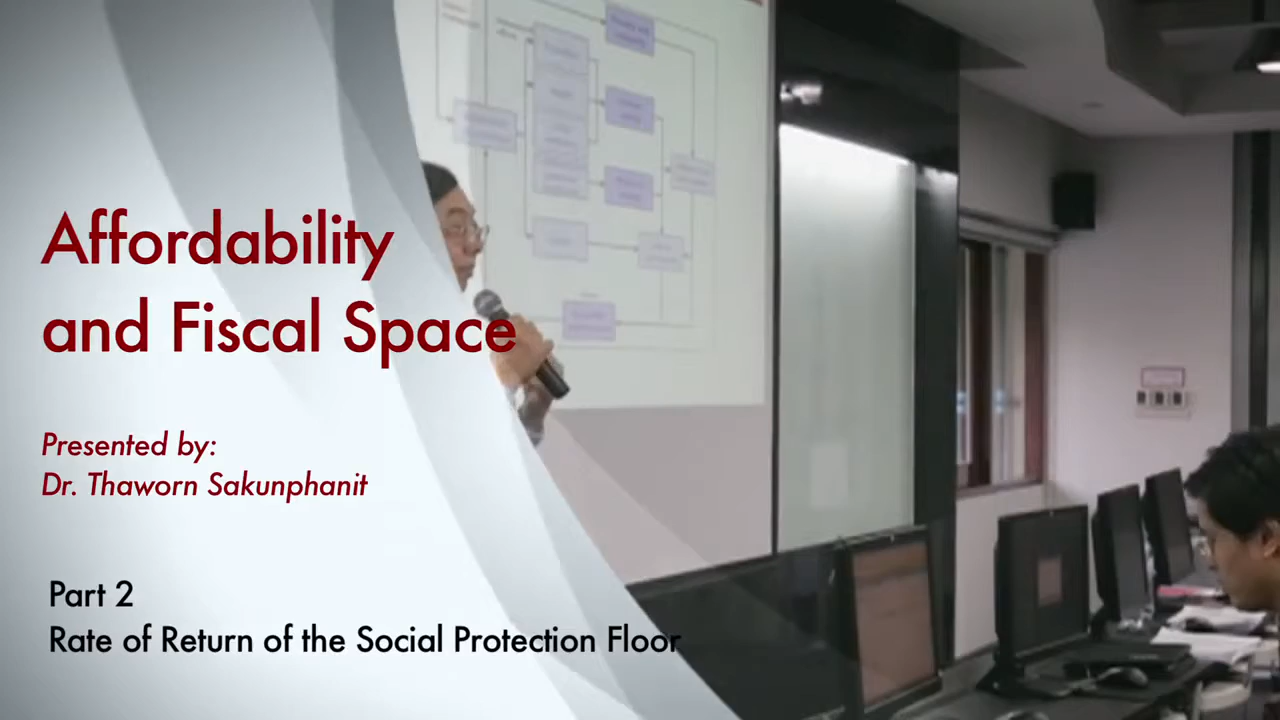 Affordability
and Fiscal Space
Presented by:
Dr. Thaworn Sakunphanit
Part 2
Rate of Return of the Social Protection Floor